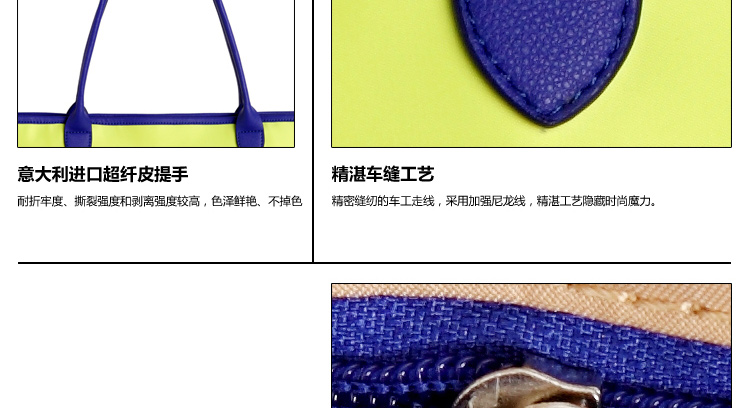 意大利进口超纤皮提手
耐折牢度、撕裂强度和剥离强度较高，色泽鲜艳、不掉色
精湛车缝工艺
精密缝纫的车工走线，采用加强尼龙线，精湛工艺隐藏时尚魔力。